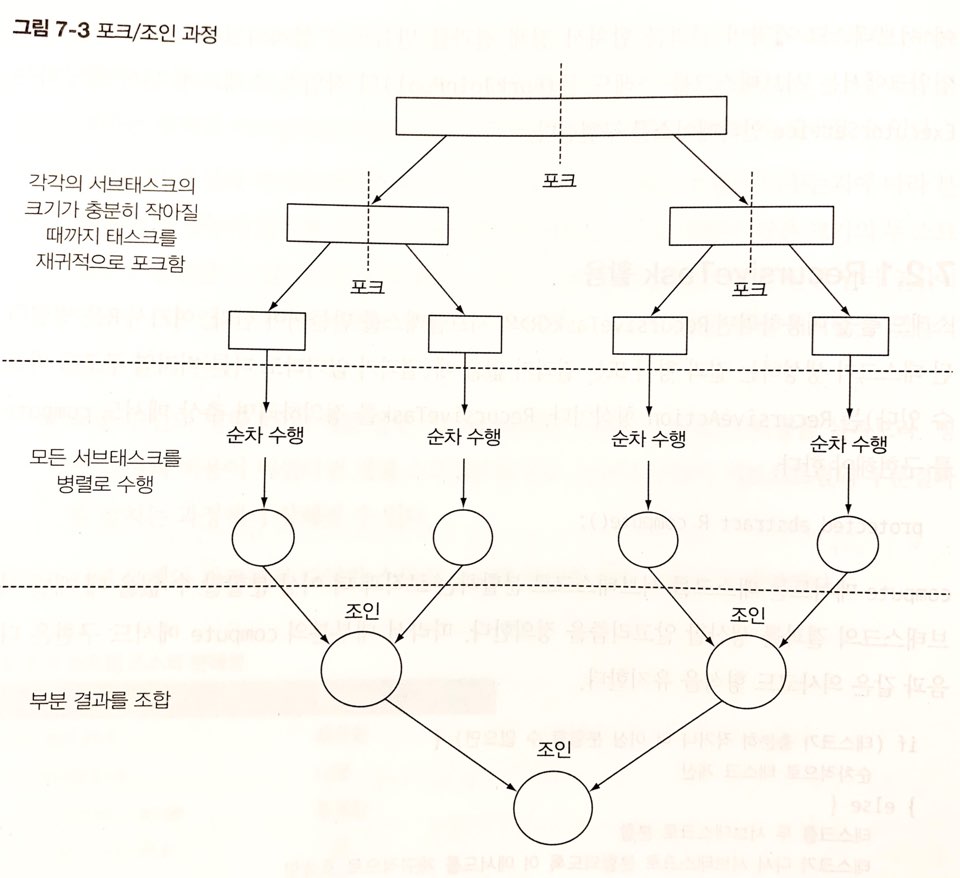 그림 7-3 포크/조인 과정
포크
각각의 서브태스크의
크기가 충분히 작아질
때까지 태스크를
재귀적으로 포크함
포크
포크
순차 수행
순차 수행
순차 수행
순차 수행
모든 서브태스크를
병렬로 수행
조인
조인
부분 결과를 조합
조인